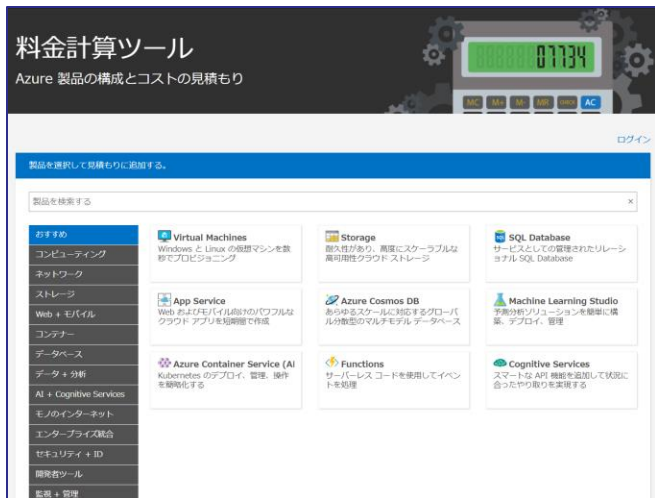 料金計算ツール
Azure 製品の構成とコストの見積もり
07734
MC M+ M- MR AC
ログイン
製品を選択して見積もりに追加する。
製品を検索する ×
おすすめ
コンピューティング
ネットワーク
ストレージ
Web + モバイル
コンテナー
データベース
データ + 分析
AI + Cognitive Services
モノのインターネット
エンタープライズ統合
セキュリティ + ID
開発者ツール
監視 + 管理
Virtual Machines
Windows と Linux の仮想マシンを数
秒でプロビジョニング
Storage
耐久性があり、高度にスケーラブルな
高可用性クラウド ストレージ
SQL Database
サービスとしての管理されたリレーシ
ョナル SQL Database
App Service
Web およびモバイル向けのパワフルな
クラウド アプリを短期間で作成
Azure Cosmos DB
あらゆるスケールに対応するグローバ
ル分散型のマルチモデル データベース
Machine Learning Studio
予測分析ソリューションを簡単に構
築、デプロイ、管理
Azure Container Service (AI
Kubernetes のデプロイ、管理、操作
を簡略化する
Functions
サーバーレス コードを使用してイベン
トを処理
Cognitive Services
スマートな API 機能を追加して状況に
合ったやり取りを実現する